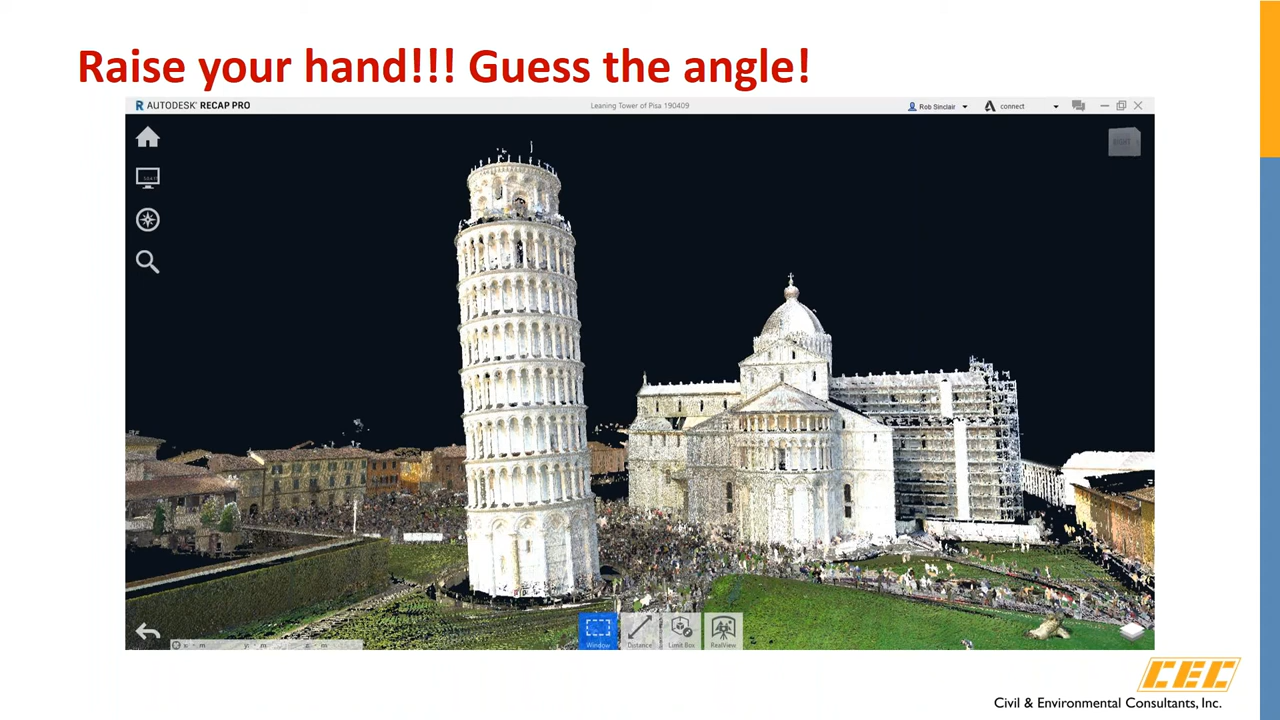 Raise your hand!!! Guess the angle!
AUTODESK® RECAP PRO
Leaning Tower of Pisa 190409
Rob Sinclair
connect
RIGHT
x: - m y: - m z: - m
Window
Distance
Limit Box
RealView
CEC
Civil & Environmental Consultants, Inc.